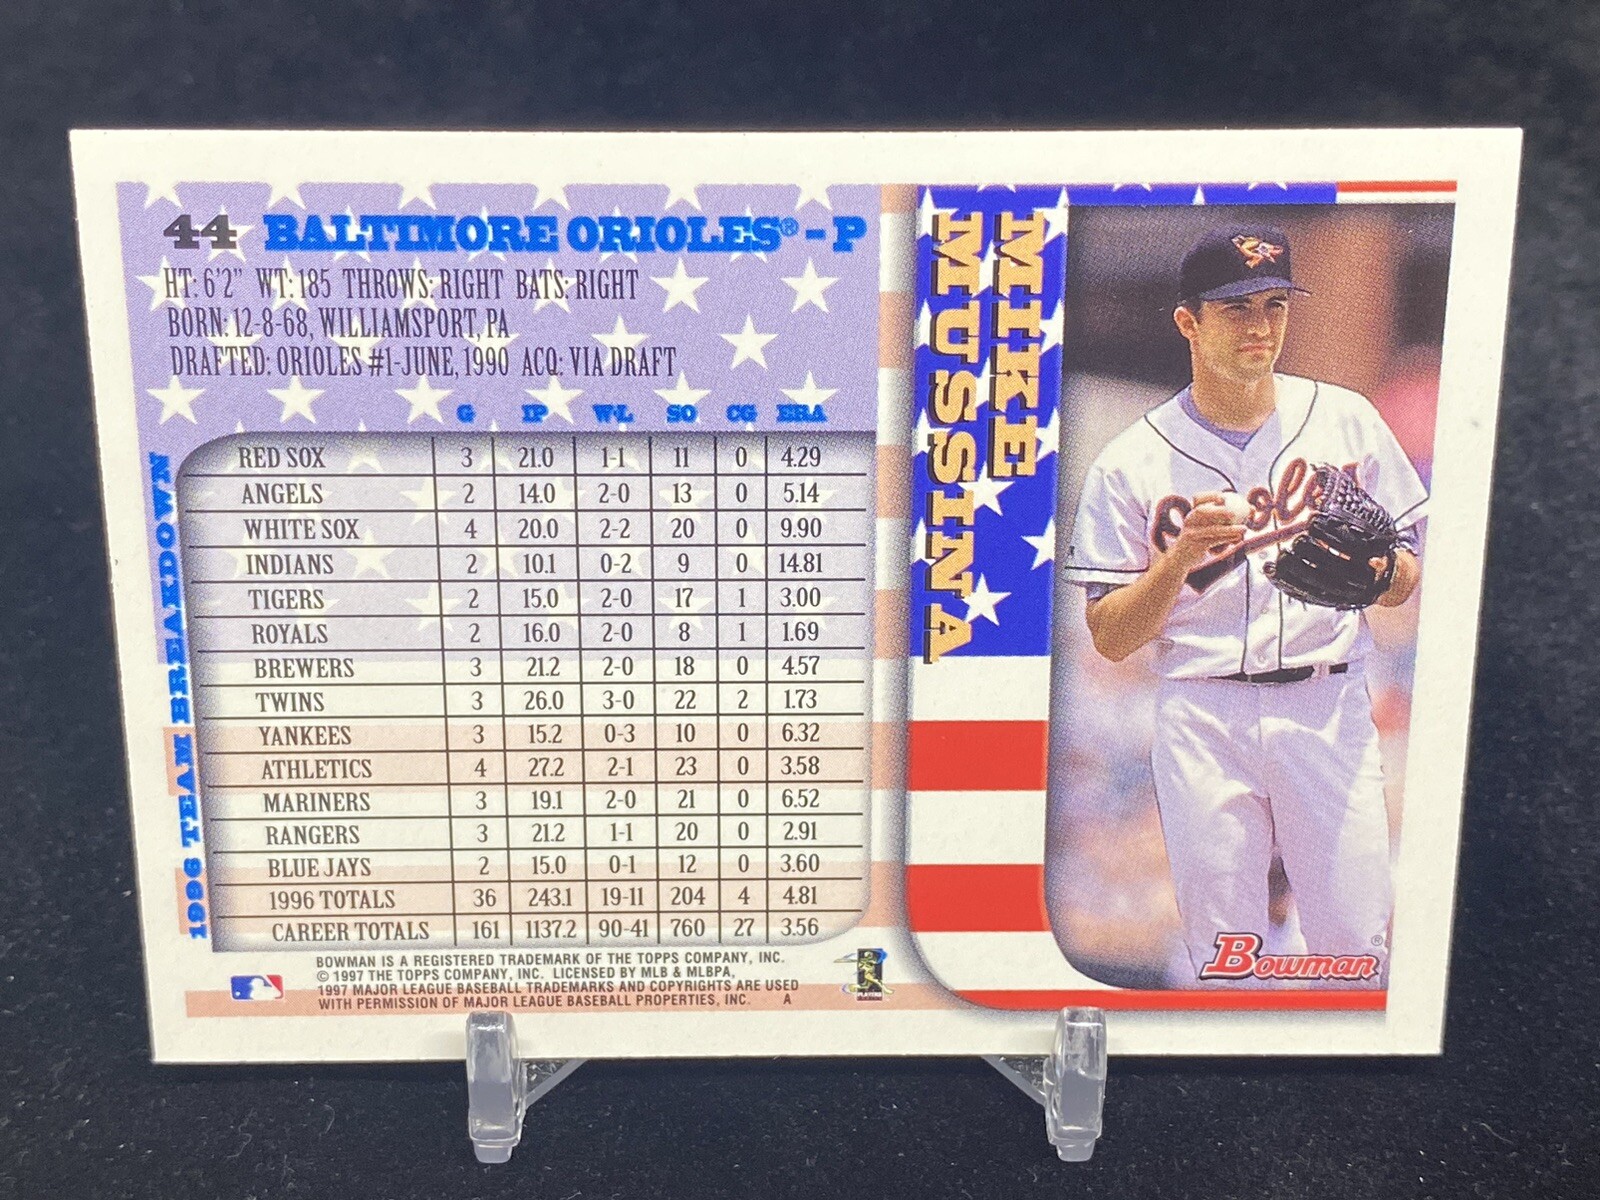 44 BALTIMORE ORIOLES® - P
HT: 6'2" WT: 185 THROWS: RIGHT BATS: RIGHT
BORN: 12-8-68, WILLIAMSPORT, PA
DRAFTED: ORIOLES #1-JUNE, 1990 ACQ: VIA DRAFT
1996 TEAM BREAKDOWN
G IP W-L SO CG ERA
RED SOX 3 21.0 1-1 11 0 4.29
ANGELS 2 14.0 2-0 13 0 5.14
WHITE SOX 4 20.0 2-2 20 0 9.90
INDIANS 2 10.1 0-2 9 0 14.81
TIGERS 2 15.0 2-0 17 1 3.00
ROYALS 2 16.0 2-0 8 1 1.69
BREWERS 3 21.2 2-0 18 0 4.57
TWINS 3 26.0 3-0 22 2 1.73
YANKEES 3 15.2 0-3 10 0 6.32
ATHLETICS 4 27.2 2-1 23 0 3.58
MARINERS 3 19.1 2-0 21 0 6.52
RANGERS 3 21.2 1-1 20 0 2.91
BLUE JAYS 2 15.0 0-1 12 0 3.60
1996 TOTALS 36 243.1 19-11 204 4 4.81
CAREER TOTALS 161 1137.2 90-41 760 27 3.56
BOWMAN IS A REGISTERED TRADEMARK OF THE TOPPS COMPANY, INC.
© 1997 THE TOPPS COMPANY, INC. LICENSED BY MLB & MLBPA,
1997 MAJOR LEAGUE BASEBALL TRADEMARKS AND COPYRIGHTS ARE USED
WITH PERMISSION OF MAJOR LEAGUE BASEBALL PROPERTIES, INC. A
MIKE
MUSSINA
Orioles
Bowman®